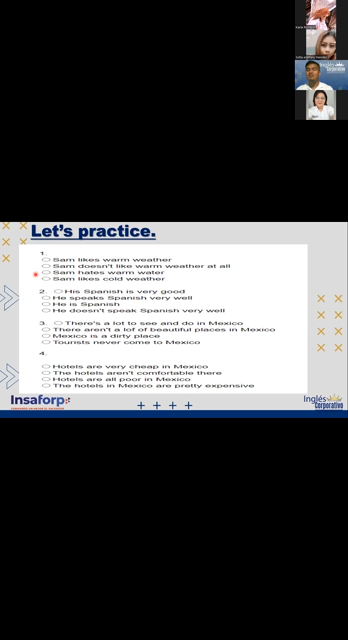 Let's practice.
1.
Sam likes warm weather
Sam doesn't like warm weather at all
Sam hates warm water
Sam likes cold weather
2. His Spanish is very good
He speaks Spanish very well
He is Spanish
He doesn't speak Spanish very well
3. There's a lot to see and do in Mexico
There aren't a lot of beautiful places in Mexico
Mexico is a dirty place
Tourists never come to Mexico
4.
Hotels are very cheap in Mexico
The hotels aren't comfortable there
Hotels are all poor in Mexico
The hotels in Mexico are pretty expensive
Insaforp
Inglés
Corporativo